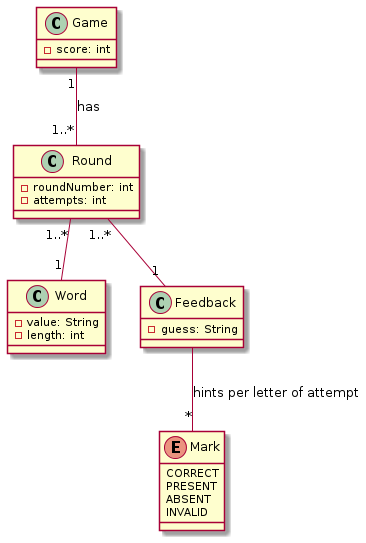 C Game
score: int
1
has
1..*
C Round
roundNumber: int
attempts: int
1..* 1..*
1 1
C Word
value: String
length: int
C Feedback
guess: String
hints per letter of attempt
*
E Mark
CORRECT
PRESENT
ABSENT
INVALID